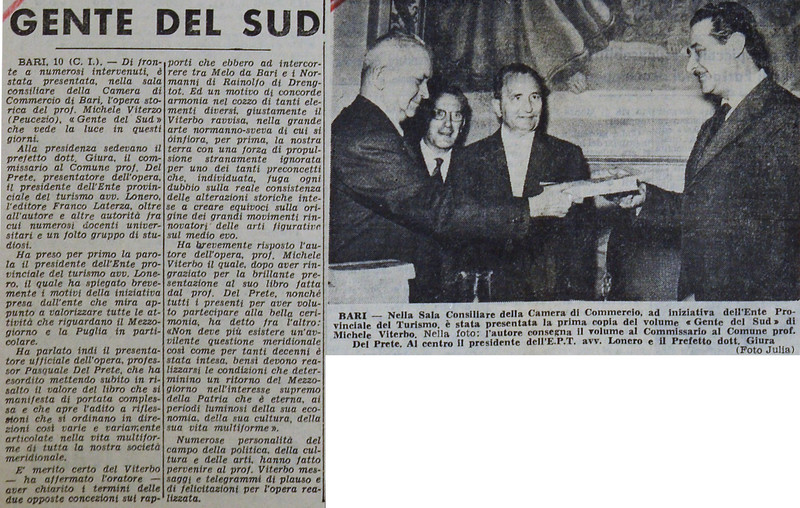 GENTE DEL SUD
BARI, 10 (C. I.). — Di fron-
te a numerosi intervenuti, è
stata presentata, nella sala
consiliare della Camera di
Commercio di Bari, l'opera sto-
rica del prof. Michele Viterzo
(Peucezio), «Gente del Sud»
che vede la luce in questi
giorni.
Alla presidenza sedevano il
prefetto dott. Giura, il com-
missario al Comune prof. Del
Prete, presentatore dell'opera,
il presidente dell'Ente provin-
ciale del turismo avv. Lonero,
l'editore Franco Laterza, oltre
all'autore e altre autorità fra
cui numerosi docenti univer-
sitari e un folto gruppo di stu-
diosi.
Ha preso per primo la paro-
la il presidente dell'Ente pro-
vinciale del turismo avv. Lone-
ro, il quale ha spiegato breve-
mente i motivi della iniziativa
presa dall'ente che mira ap-
punto a valorizzare tutte le at-
tività che riguardano il Mezzo-
giorno e la Puglia in parti-
colare.
Ha parlato indi il presenta-
tore ufficiale dell'opera, profes-
sor Pasquale Del Prete, che ha
esordito mettendo subito in ri-
salto il valore del libro che si
manifesta di portata comples-
sa e che apre l'adito a rifles-
sioni che si ordinano in dire-
zioni così varie e variamente
articolate nella vita multifor-
me di tutta la nostra società
meridionale.
E' merito certo del Viterbo
— ha affermato l'oratore —
aver chiarito i termini delle
due opposte concezioni sui rap-
porti che ebbero ad intercor-
rere tra Melo da Bari e i Nor-
manni di Rainolfo di Dreng-
tot. Ed un motivo di concorde
armonia nel cozzo di tanti ele-
menti diversi, giustamente il
Viterbo ravvisa, nella grande
arte normanno-sveva di cui si
òinfiora, per prima, la nostra
terra con una forza di propul-
sione stranamente ignorata
per uno dei tanti preconcetti
che, individuata, fuga ogni
dubbio sulla reale consistenza
delle alterazioni storiche inte-
se a creare equivoci sulla ori-
gine dei grandi movimenti rin-
novatori delle arti figurative
sul medio evo.
Ha brevemente risposto l'au-
tore dell'opera, prof. Michele
Viterbo il quale, dopo aver rin-
graziato per la brillante pre-
sentazione al suo libro fatta
dal prof. Del Prete, nonché
tutti i presenti per aver volu-
to partecipare alla bella ceri-
monia, ha detto fra l'altro:
«Non deve più esistere un'av-
vilente questione meridionale
così come per tanti decenni è
stata intesa, bensì devono rea-
lizzarsi le condizioni che deter-
minino un ritorno del Mezzo-
giorno nell'interesse supremo
della Patria che è eterna, ai
periodi luminosi della sua eco-
nomia, della sua cultura, della
sua vita multiforme».
Numerose personalità del
campo della politica, della cul-
tura e delle arti, hanno fatto
pervenire al prof. Viterbo mes-
saggi e telegrammi di plauso e
di felicitazioni per l'opera rea-
lizzata.
BARI — Nella Sala Consiliare della Camera di Commercio, ad iniziativa dell'Ente Pro-
vinciale del Turismo, è stata presentata la prima copia del volume «Gente del Sud» di
Michele Viterbo. Nella foto: l'autore consegna il volume al Commissario al Comune prof.
Del Prete. Al centro il presidente dell'E.P.T. avv. Lonero e il Prefetto dott. Giura
(Foto Julia)